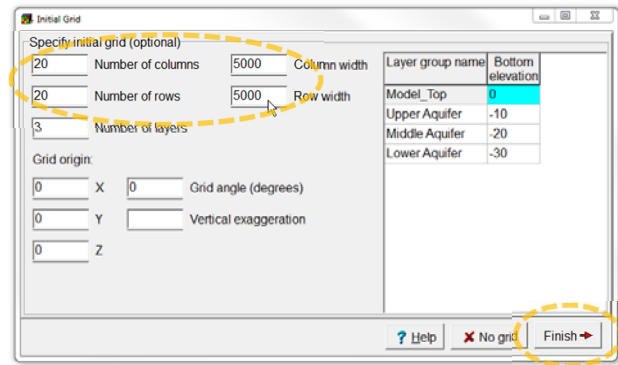 Initial Grid
Specify initial grid (optional)
20 Number of columns 5000 Column width
20 Number of rows 5000 Row width
3 Number of layers
Grid origin:
0 X 0 Grid angle (degrees)
0 Y Vertical exaggeration
0 Z
Layer group name Bottom elevation
Model_Top 0
Upper Aquifer -10
Middle Aquifer -20
Lower Aquifer -30
? Help No grid Finish